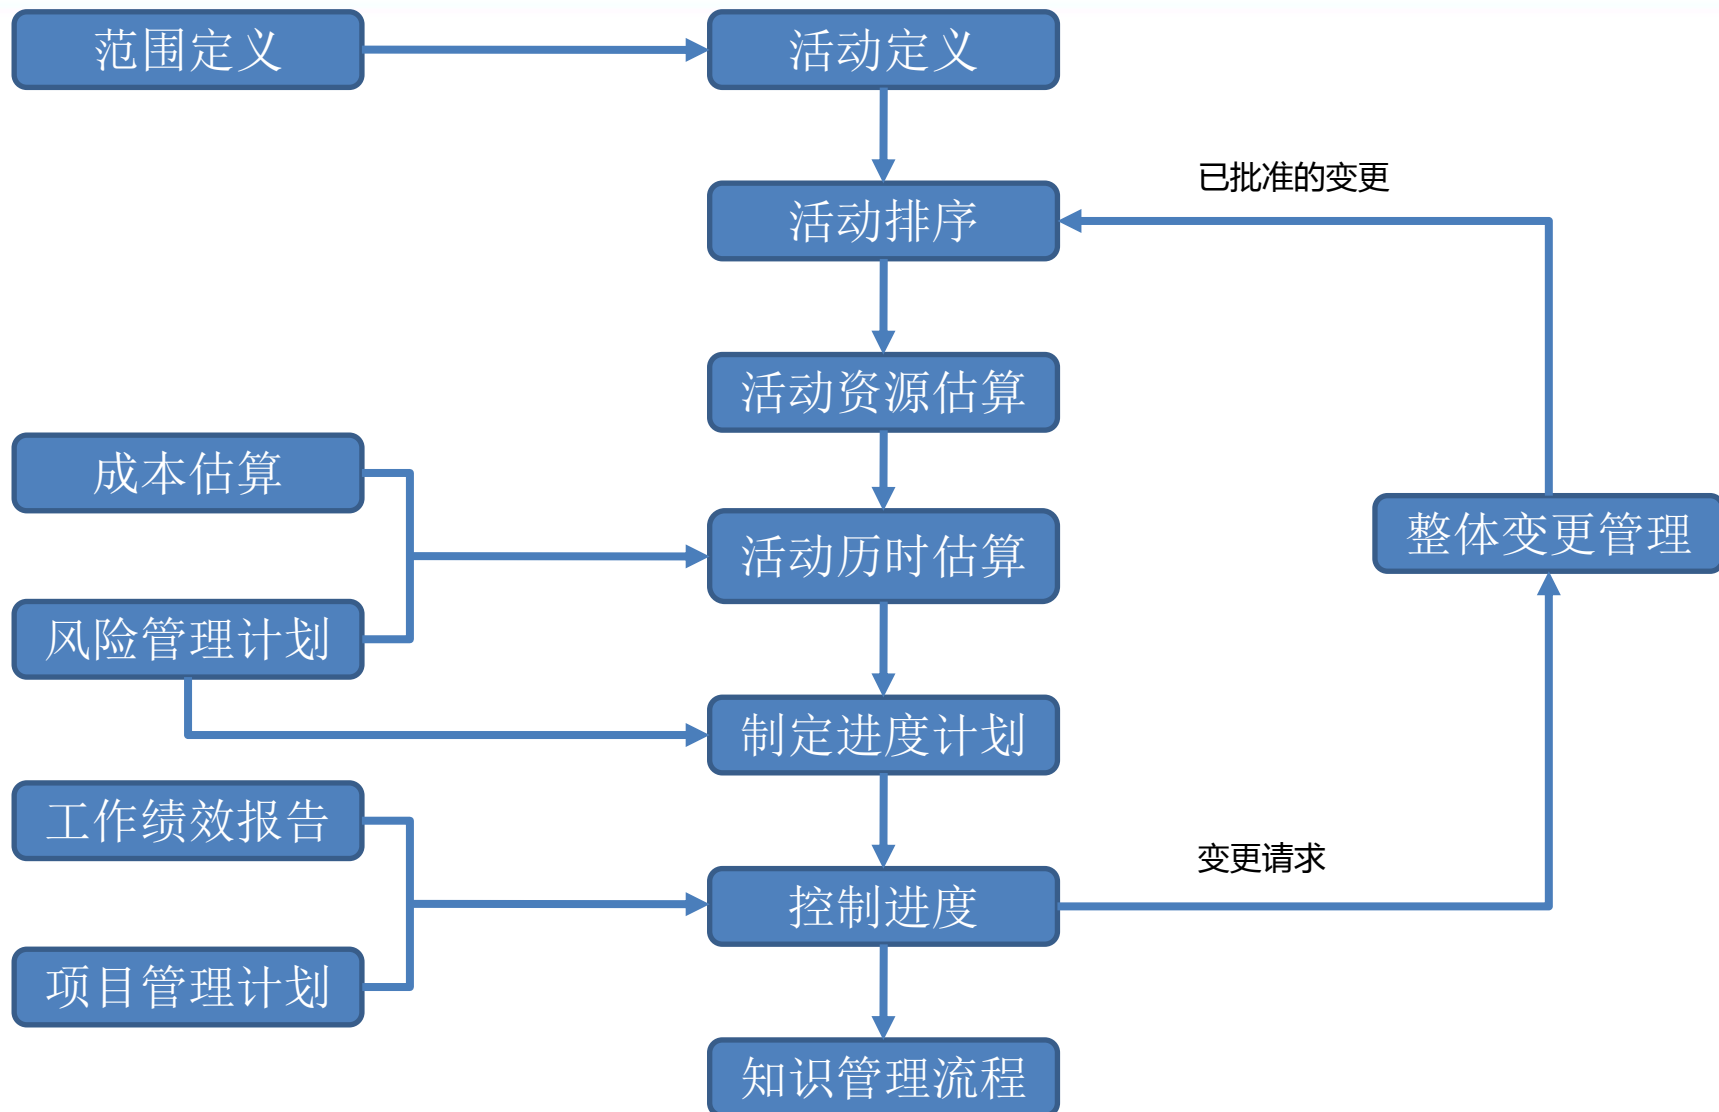 范围定义
活动定义
已批准的变更
活动排序
活动资源估算
成本估算
整体变更管理
活动历时估算
风险管理计划
制定进度计划
工作绩效报告
变更请求
控制进度
项目管理计划
知识管理流程